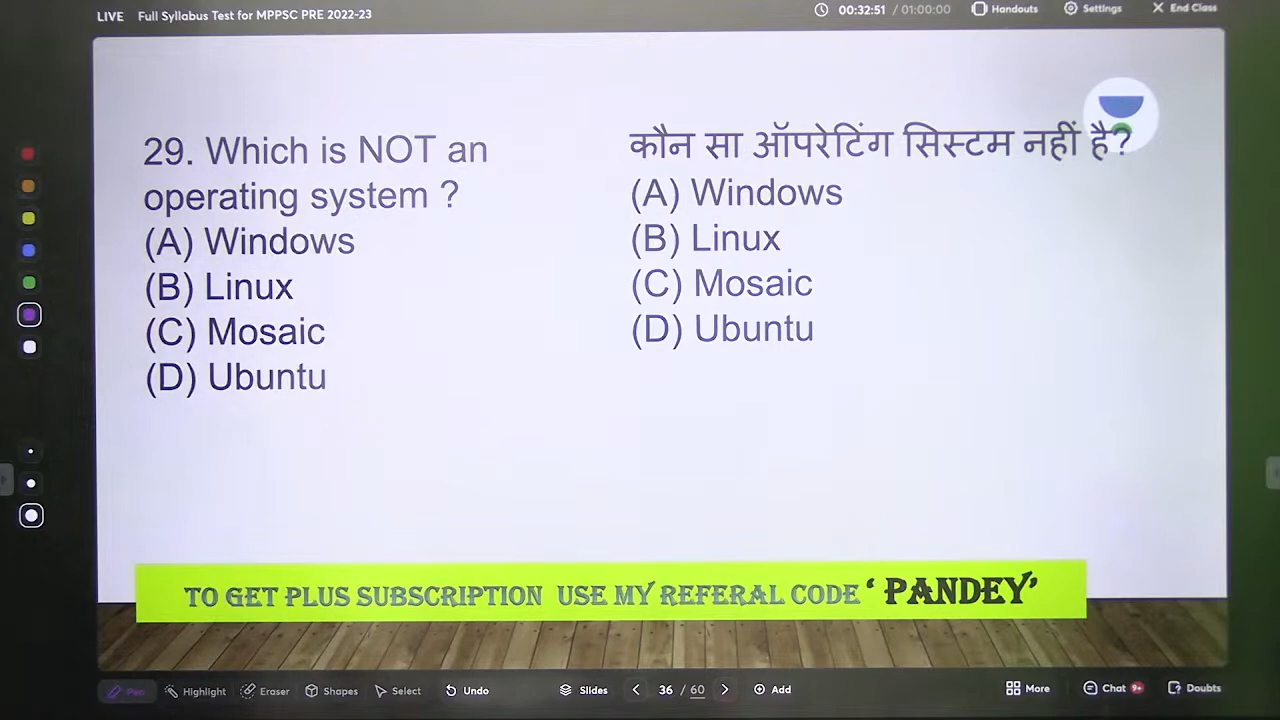 LIVE Full Syllabus Test for MPPSC PRE 2022-23
00:32:51 / 01:00:00 Handouts Settings End Class
29. Which is NOT an
operating system ?
(A) Windows
(B) Linux
(C) Mosaic
(D) Ubuntu
कौन सा ऑपरेटिंग सिस्टम नहीं है?
(A) Windows
(B) Linux
(C) Mosaic
(D) Ubuntu
TO GET PLUS SUBSCRIPTION USE MY REFERAL CODE ‘ PANDEY’
Pen Highlight Eraser Shapes Select Undo Slides 36 / 60 Add More Chat 9+ Doubts